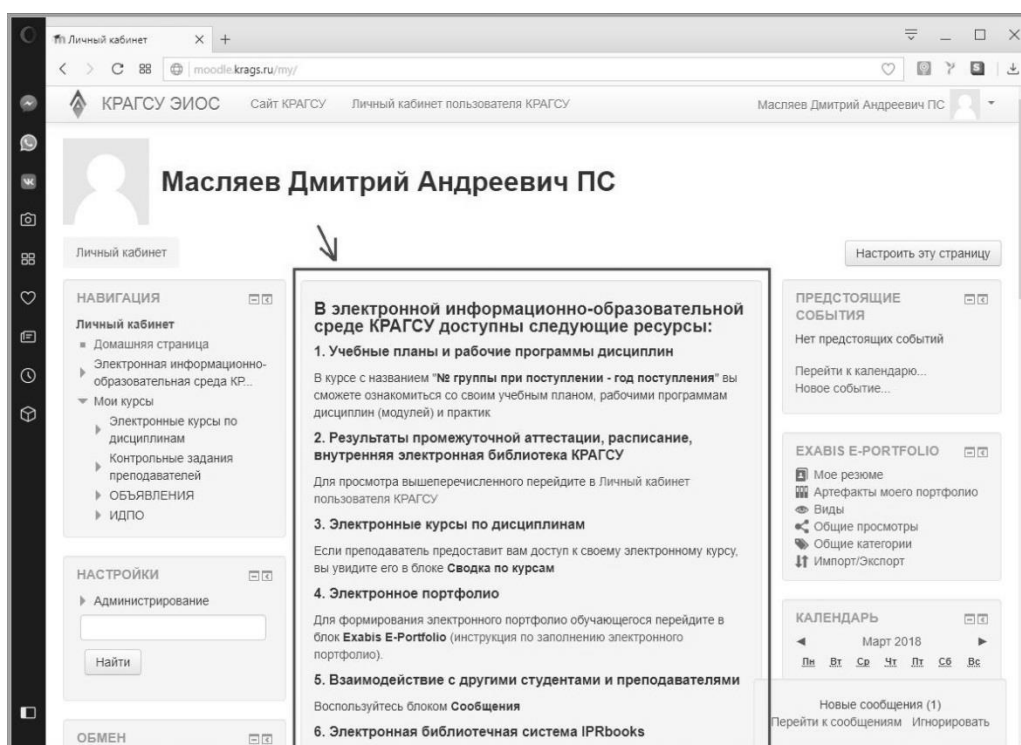 Личный кабинет
moodle.krags.ru/my/
КРАГСУ ЭИОС
Сайт КРАГСУ
Личный кабинет пользователя КРАГСУ
Масляев Дмитрий Андреевич ПС
Масляев Дмитрий Андреевич ПС
Личный кабинет
Настроить эту страницу
НАВИГАЦИЯ
Личный кабинет
Домашняя страница
Электронная информационно-
образовательная среда КР...
Мои курсы
Электронные курсы по
дисциплинам
Контрольные задания
преподавателей
ОБЪЯВЛЕНИЯ
ИДПО
НАСТРОЙКИ
Администрирование
Найти
ОБМЕН
В электронной информационно-образовательной
среде КРАГСУ доступны следующие ресурсы:
1. Учебные планы и рабочие программы дисциплин
В курсе с названием "№ группы при поступлении - год поступления" вы
сможете ознакомиться со своим учебным планом, рабочими программам
дисциплин (модулей) и практик
2. Результаты промежуточной аттестации, расписание,
внутренняя электронная библиотека КРАГСУ
Для просмотра вышеперечисленного перейдите в Личный кабинет
пользователя КРАГСУ
3. Электронные курсы по дисциплинам
Если преподаватель предоставит вам доступ к своему электронному курсу,
вы увидите его в блоке Сводка по курсам
4. Электронное портфолио
Для формирования электронного портфолио обучающегося перейдите в
блок Exabis E-Portfolio (инструкция по заполнению электронного
портфолио).
5. Взаимодействие с другими студентами и преподавателями
Воспользуйтесь блоком Сообщения
6. Электронная библиотечная система IPRbooks
ПРЕДСТОЯЩИЕ
СОБЫТИЯ
Нет предстоящих событий
Перейти к календарю...
Новое событие...
EXABIS E-PORTFOLIO
Мое резюме
Артефакты моего портфолио
Виды
Общие просмотры
Общие категории
Импорт/Экспорт
КАЛЕНДАРЬ
Март 2018
Пн Вт Ср Чт Пт Сб Вс
Новые сообщения (1)
Перейти к сообщениям Игнорировать